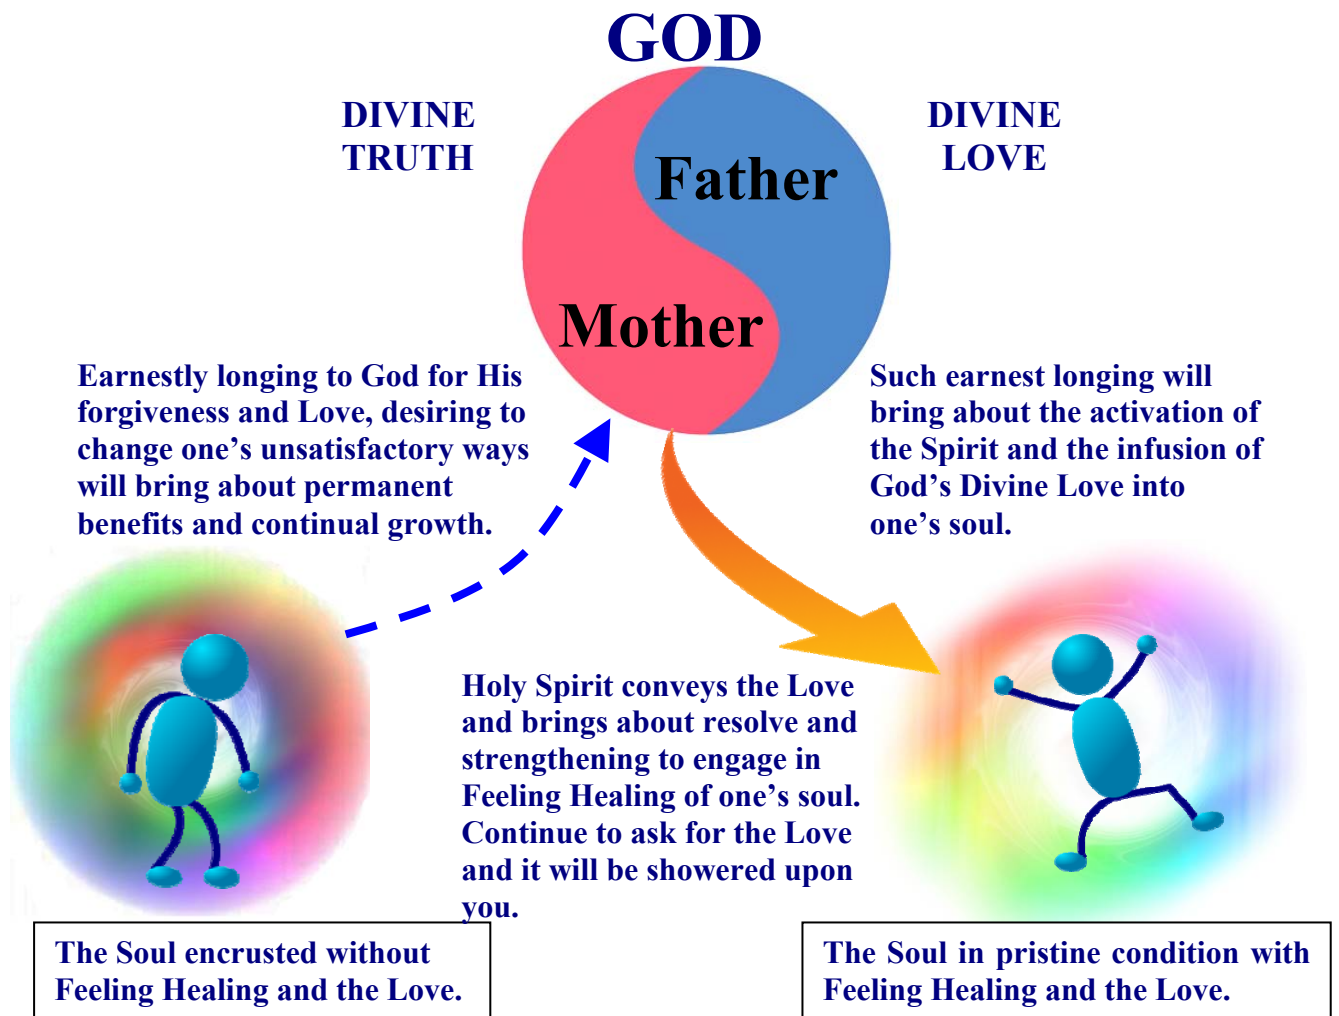 GOD
DIVINE
TRUTH
DIVINE
LOVE
Father
Mother
Earnestly longing to God for His
forgiveness and Love, desiring to
change one’s unsatisfactory ways
will bring about permanent
benefits and continual growth.
Such earnest longing will
bring about the activation of
the Spirit and the infusion of
God’s Divine Love into
one’s soul.
Holy Spirit conveys the Love
and brings about resolve and
strengthening to engage in
Feeling Healing of one’s soul.
Continue to ask for the Love
and it will be showered upon
you.
The Soul encrusted without
Feeling Healing and the Love.
The Soul in pristine condition with
Feeling Healing and the Love.